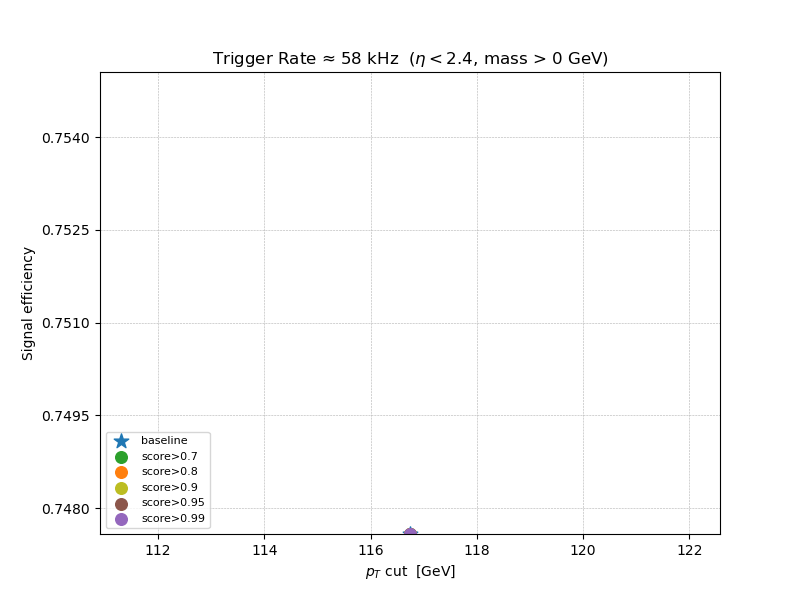 Trigger Rate ≈ 58 kHz (η < 2.4, mass > 0 GeV)
Signal efficiency
0.7540
0.7525
0.7510
0.7495
0.7480
baseline
score>0.7
score>0.8
score>0.9
score>0.95
score>0.99
112 114 116 118 120 122
p_T cut [GeV]